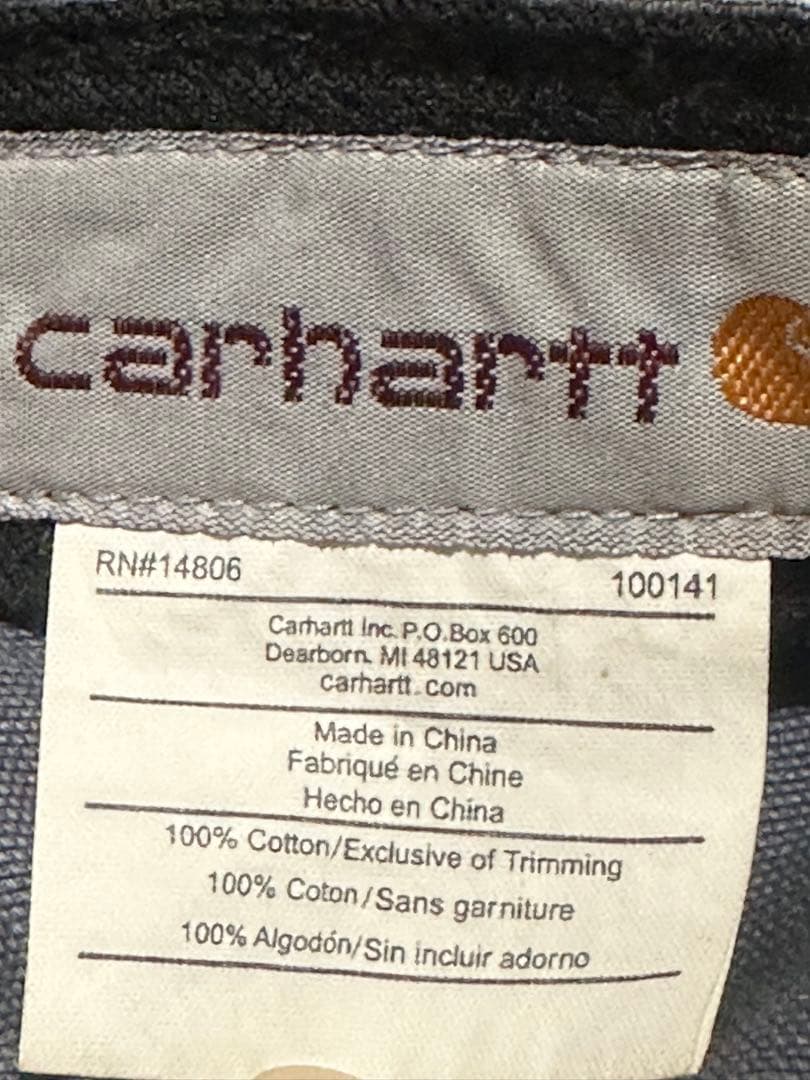 carhartt
RN#14806 100141
Carhartt Inc. P.O.Box 600
Dearborn. MI 48121 USA
carhartt.com
Made in China
Fabriqué en Chine
Hecho en China
100% Cotton/Exclusive of Trimming
100% Coton/Sans garniture
100% Algodón/Sin incluir adorno